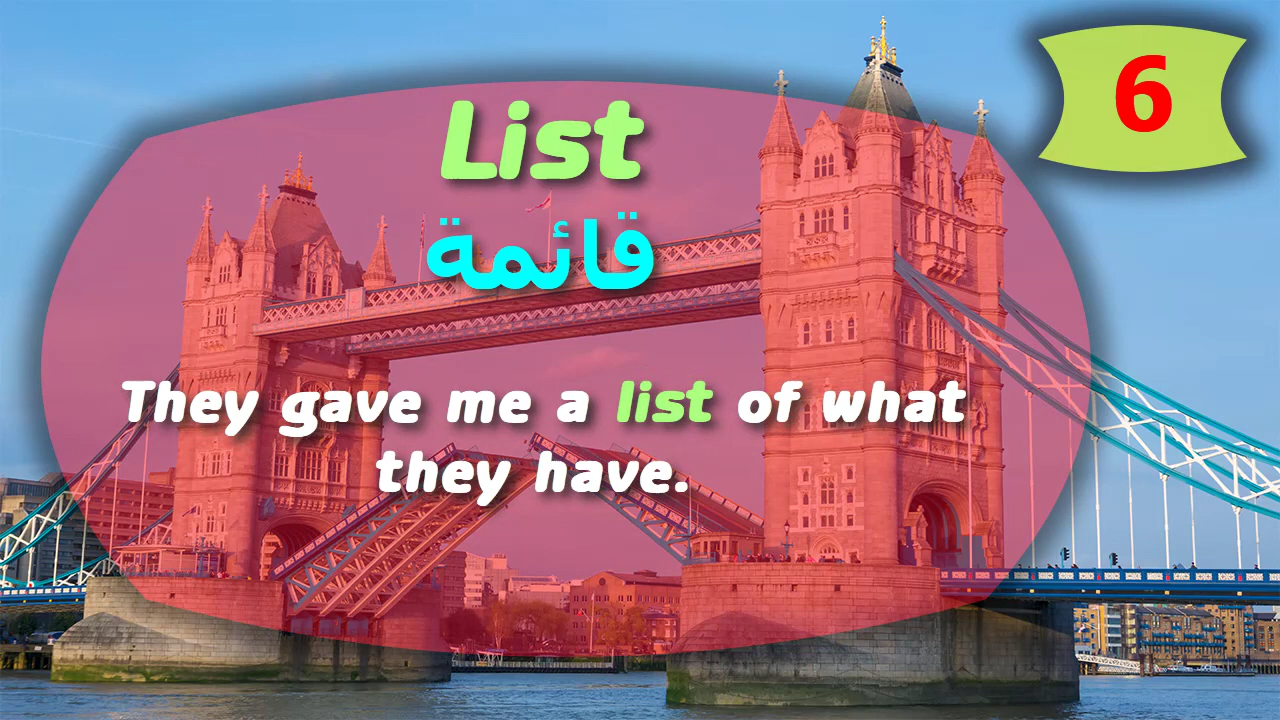 6
List
قائمة
They gave me a list of what
they have.